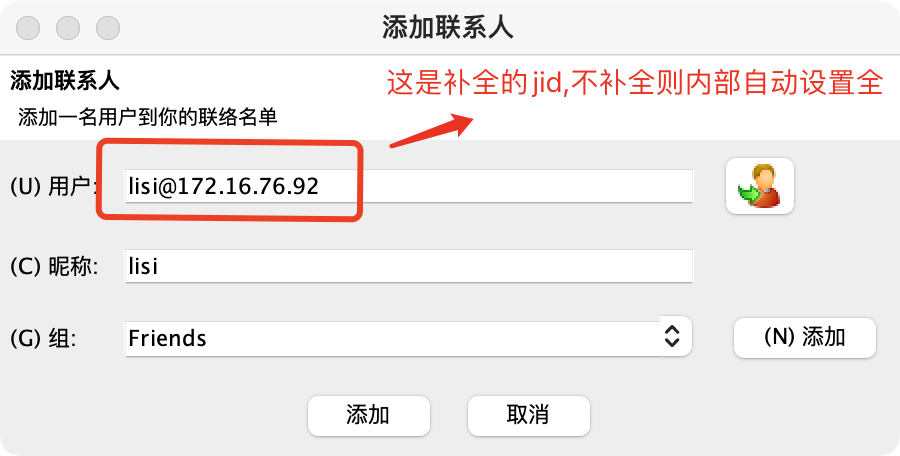 添加联系人
添加联系人
这是补全的jid,不补全则内部自动设置全
添加一名用户到你的联络名单
(U) 用户: lisi@172.16.76.92
(C) 昵称: lisi
(G) 组: Friends (N) 添加
添加 取消